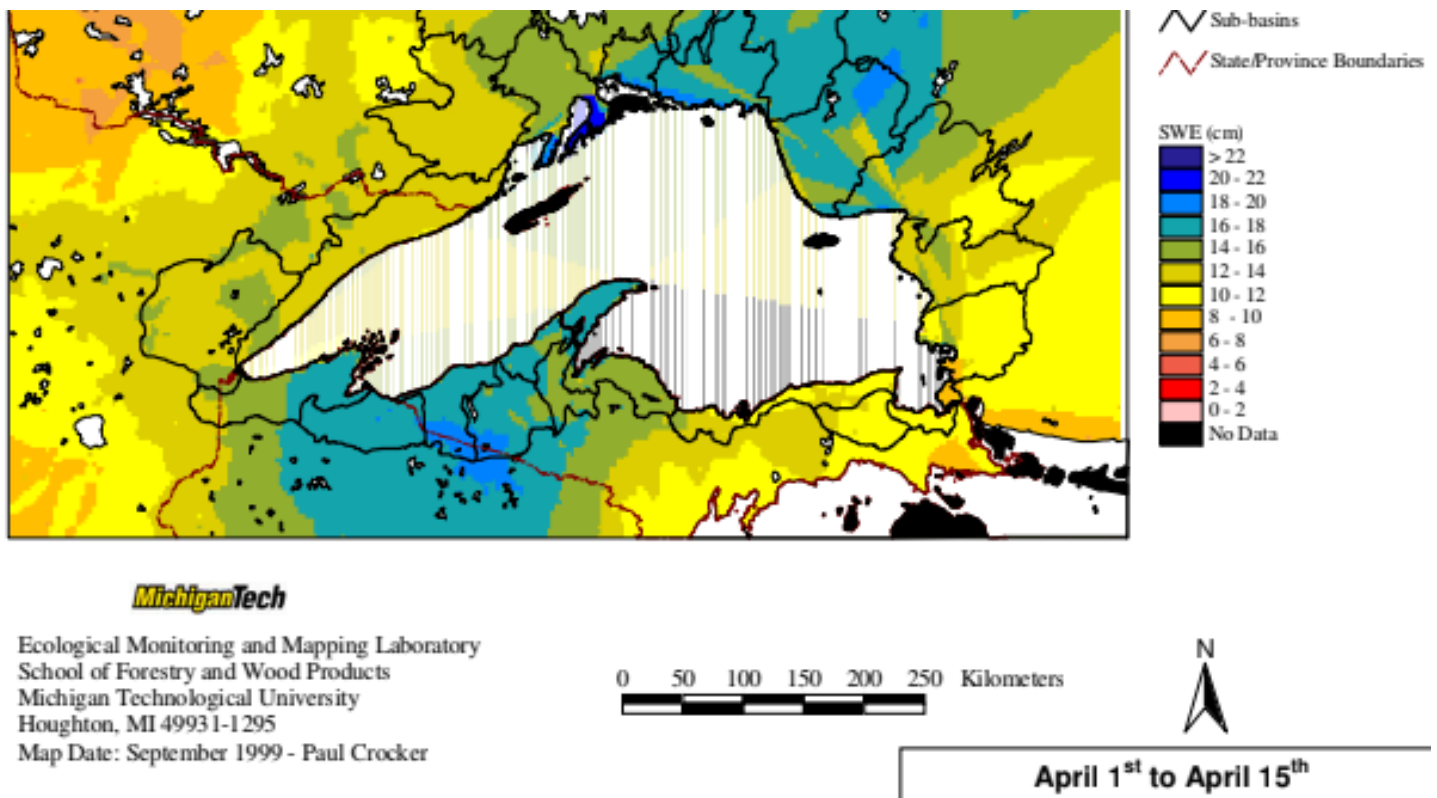 Sub-basins
State/Province Boundaries
SWE (cm)
> 22
20 - 22
18 - 20
16 - 18
14 - 16
12 - 14
10 - 12
8 - 10
6 - 8
4 - 6
2 - 4
0 - 2
No Data
MichiganTech
Ecological Monitoring and Mapping Laboratory
School of Forestry and Wood Products
Michigan Technological University
Houghton, MI 49931-1295
Map Date: September 1999 - Paul Crocker
0 50 100 150 200 250 Kilometers
N
April 1st to April 15th